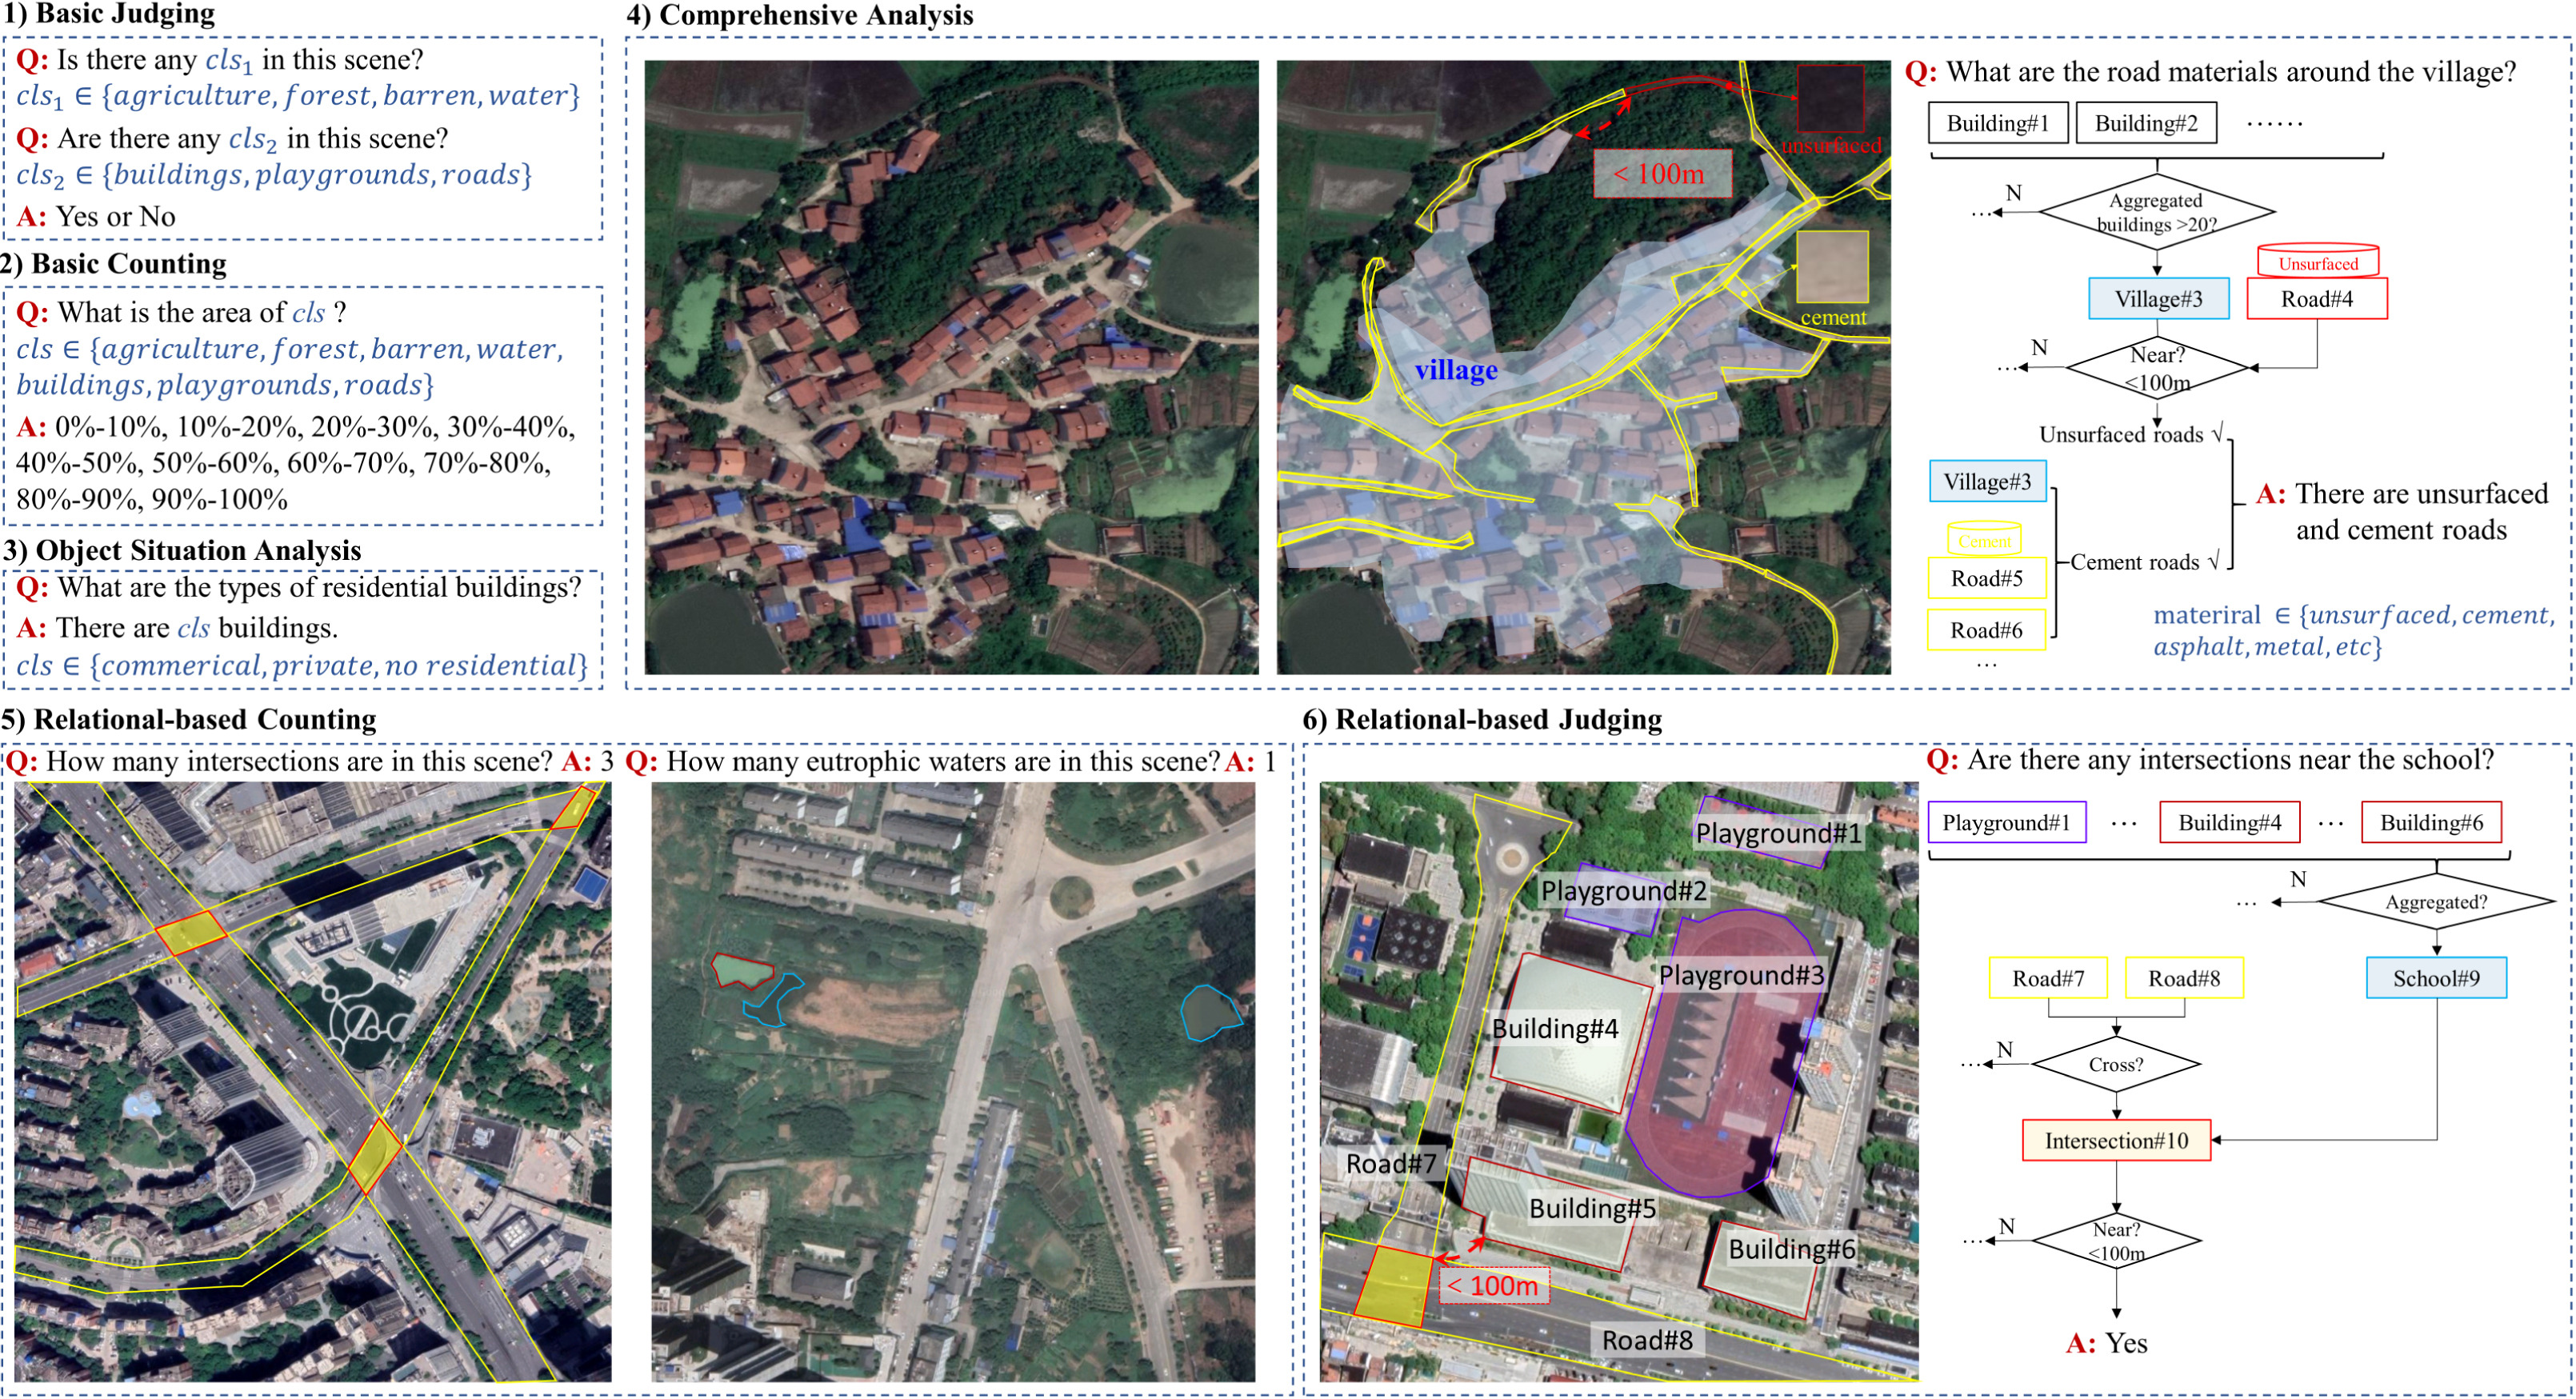 1) Basic Judging
Q: Is there any cls₁ in this scene?
cls₁ ∈ {agriculture, forest, barren, water}
Q: Are there any cls₂ in this scene?
cls₂ ∈ {buildings, playgrounds, roads}
A: Yes or No
2) Basic Counting
Q: What is the area of cls ?
cls ∈ {agriculture, forest, barren, water,
buildings, playgrounds, roads}
A: 0%-10%, 10%-20%, 20%-30%, 30%-40%,
40%-50%, 50%-60%, 60%-70%, 70%-80%,
80%-90%, 90%-100%
3) Object Situation Analysis
Q: What are the types of residential buildings?
A: There are cls buildings.
cls ∈ {commerical, private, no residential}
4) Comprehensive Analysis
unsurfaced
< 100m
cement
village
Q: What are the road materials around the village?
Building#1
Building#2
······
Aggregated
buildings >20?
N
...
Unsurfaced
Village#3
Road#4
Near?
<100m
N
...
Unsurfaced roads √
Village#3
Cement
Road#5
Road#6
...
Cement roads √
A: There are unsurfaced
and cement roads
materiral ∈ {unsurfaced, cement,
asphalt, metal, etc}
5) Relational-based Counting
Q: How many intersections are in this scene? A: 3
Q: How many eutrophic waters are in this scene? A: 1
6) Relational-based Judging
Playground#1
Playground#2
Playground#3
Building#4
Road#7
Building#5
Building#6
< 100m
Road#8
Q: Are there any intersections near the school?
Playground#1
...
Building#4
...
Building#6
N
...
Aggregated?
Road#7
Road#8
School#9
N
...
Cross?
Intersection#10
N
...
Near?
<100m
A: Yes